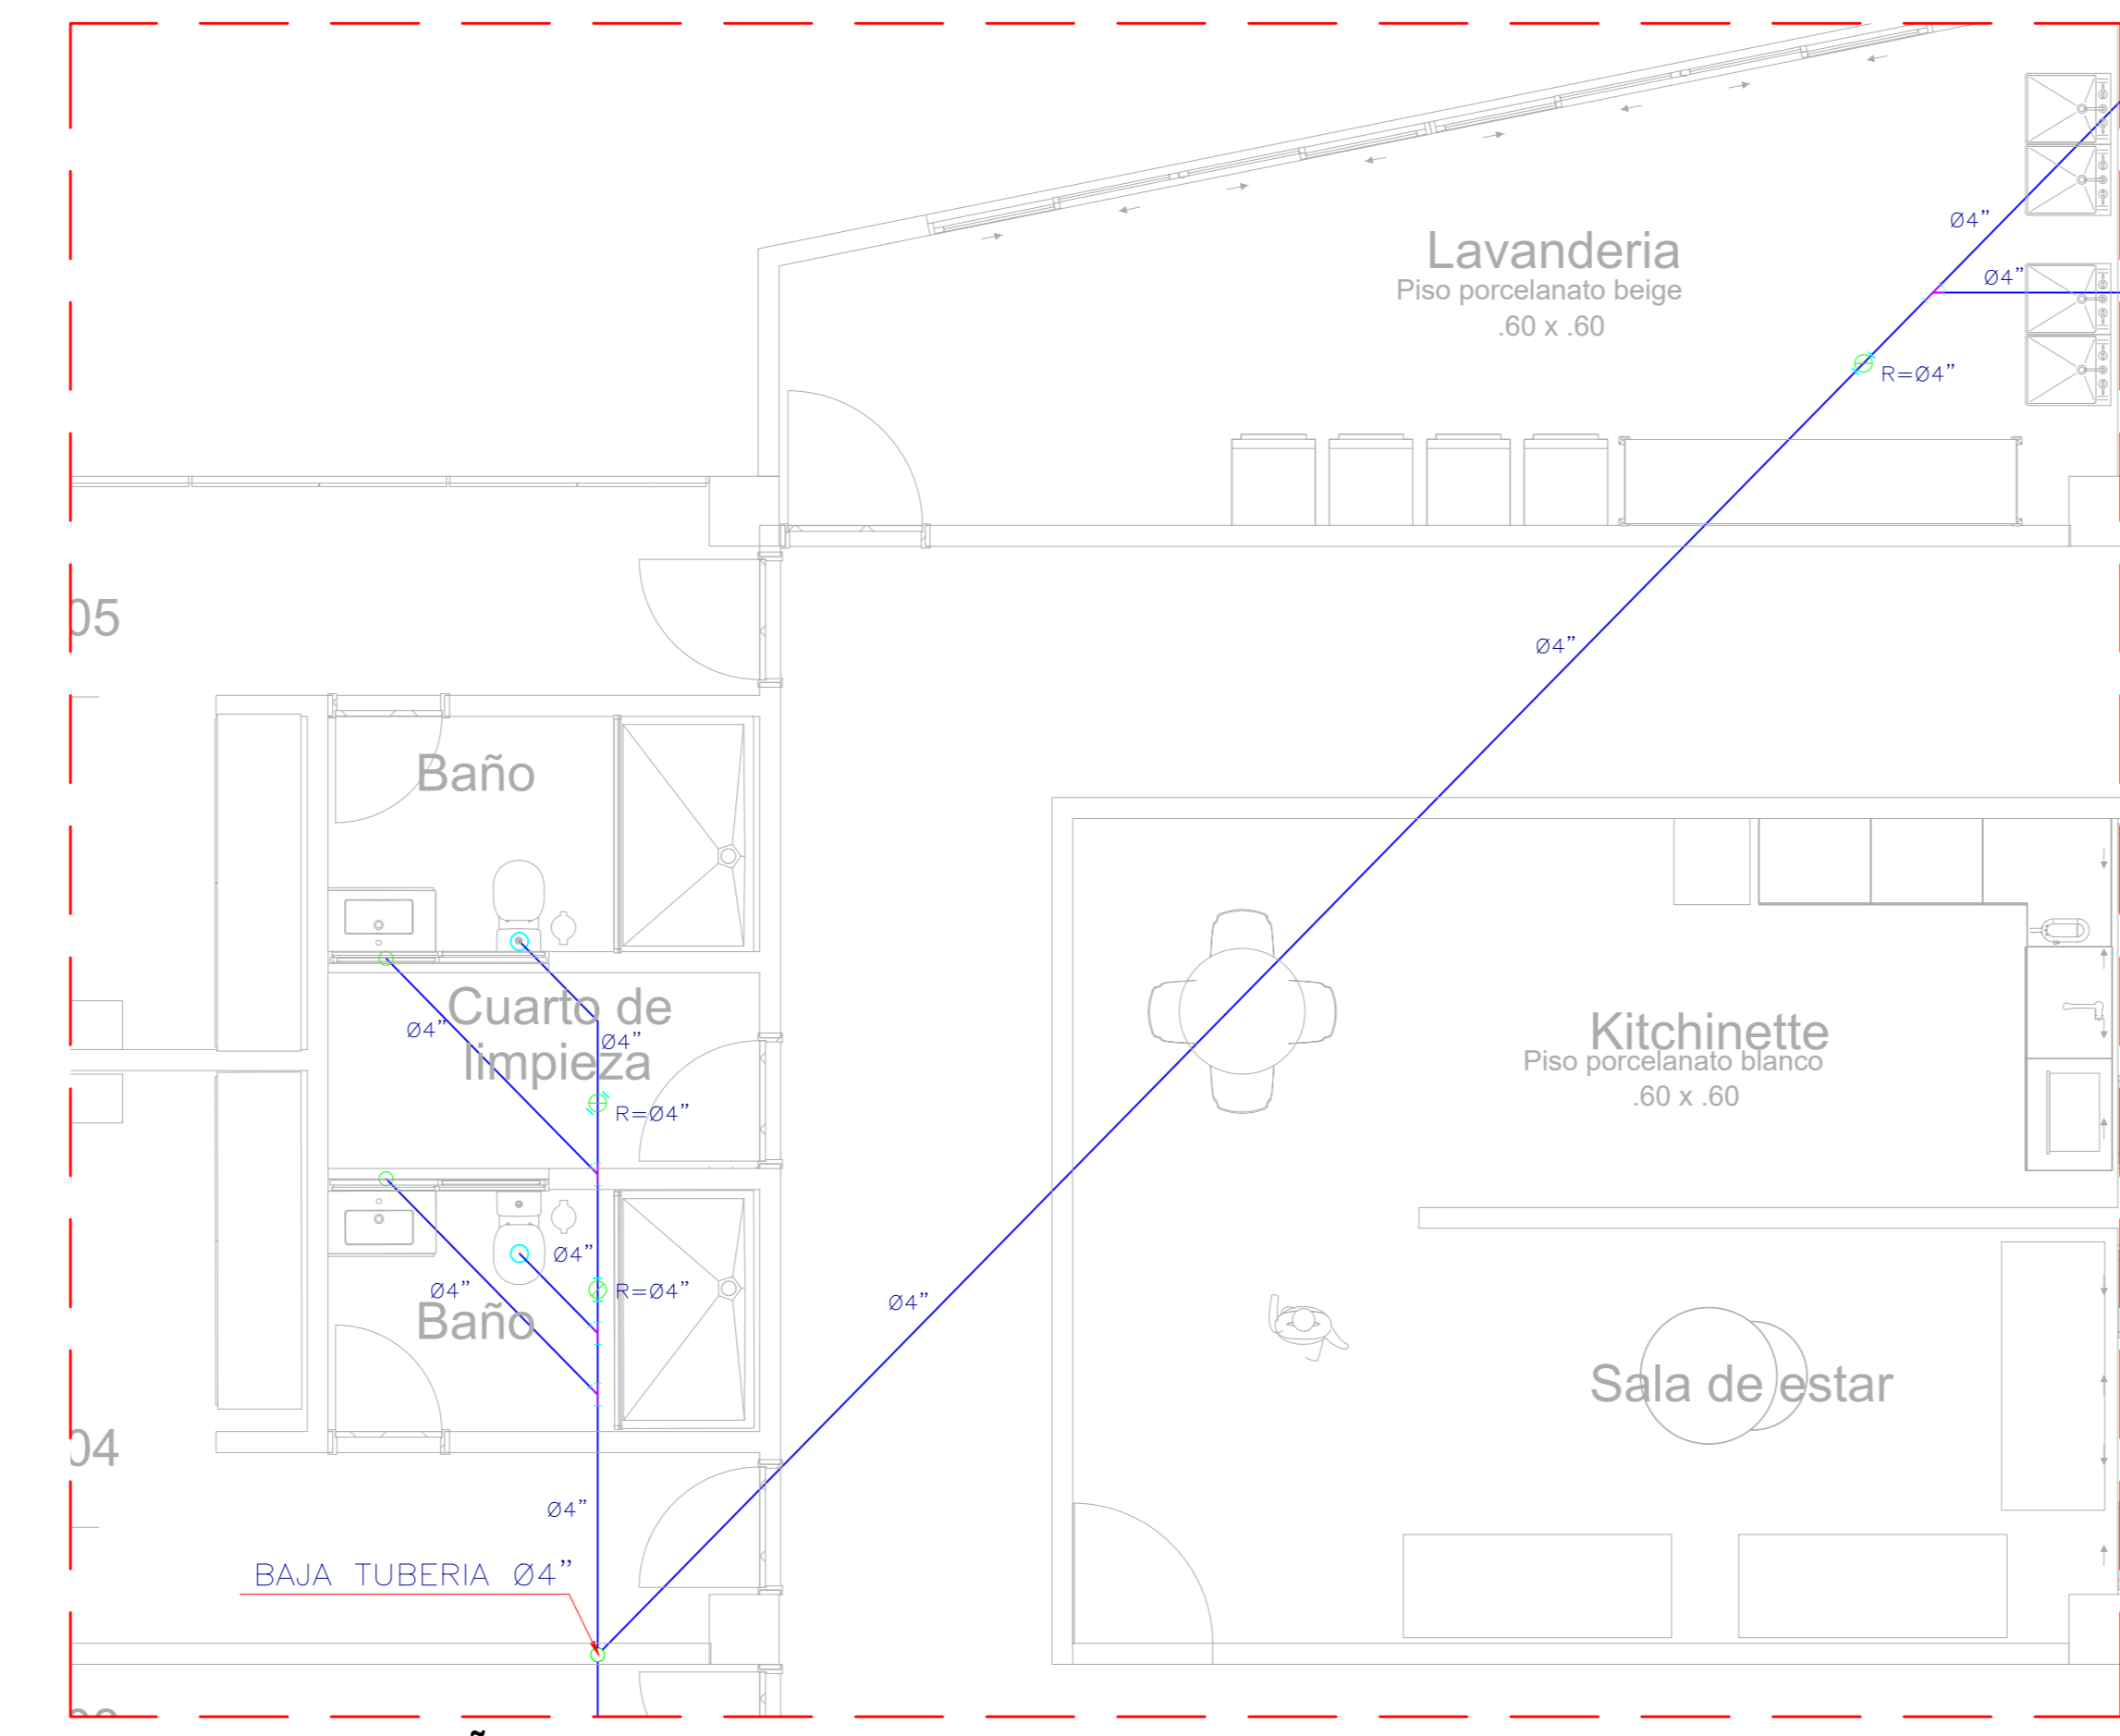 Ø4”
Lavanderia
Piso porcelanato beige
.60 x .60
Ø4”
R=Ø4”
05
Ø4”
Baño
Cuarto de
limpieza
Ø4”
Ø4”
R=Ø4”
Kitchinette
Piso porcelanato blanco
.60 x .60
Ø4”
Ø4”
R=Ø4”
Ø4”
Baño
Sala de estar
04
Ø4”
BAJA TUBERIA Ø4”